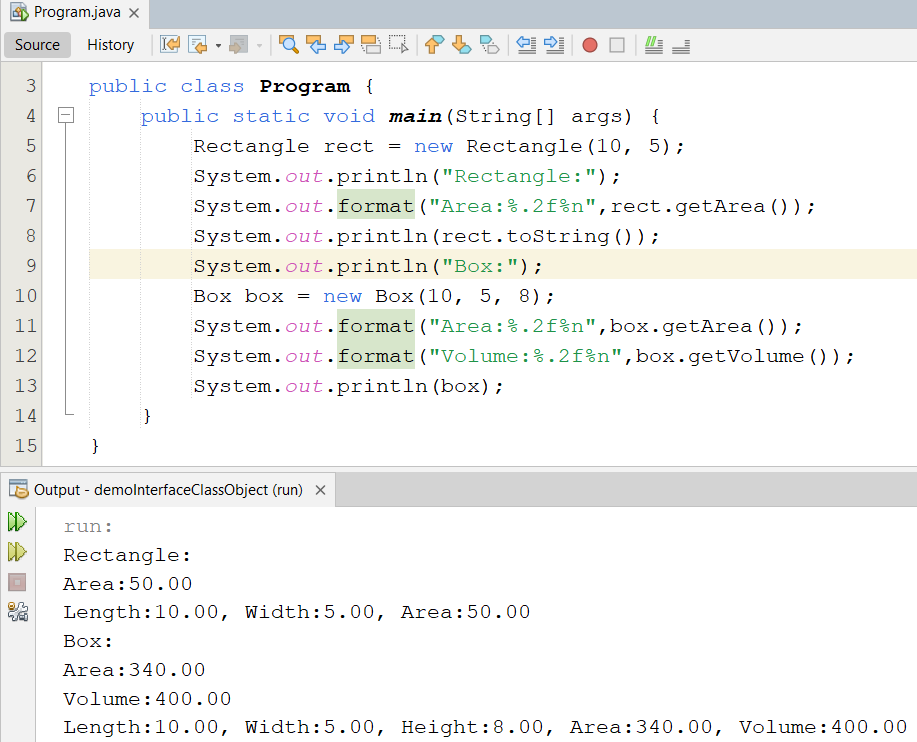 Program.java
Source History
3 public class Program {
4 public static void main(String[] args) {
5 Rectangle rect = new Rectangle(10, 5);
6 System.out.println("Rectangle:");
7 System.out.format("Area:%.2f%n",rect.getArea());
8 System.out.println(rect.toString());
9 System.out.println("Box:");
10 Box box = new Box(10, 5, 8);
11 System.out.format("Area:%.2f%n",box.getArea());
12 System.out.format("Volume:%.2f%n",box.getVolume());
13 System.out.println(box);
14 }
15 }
Output - demoInterfaceClassObject (run)
run:
Rectangle:
Area:50.00
Length:10.00, Width:5.00, Area:50.00
Box:
Area:340.00
Volume:400.00
Length:10.00, Width:5.00, Height:8.00, Area:340.00, Volume:400.00